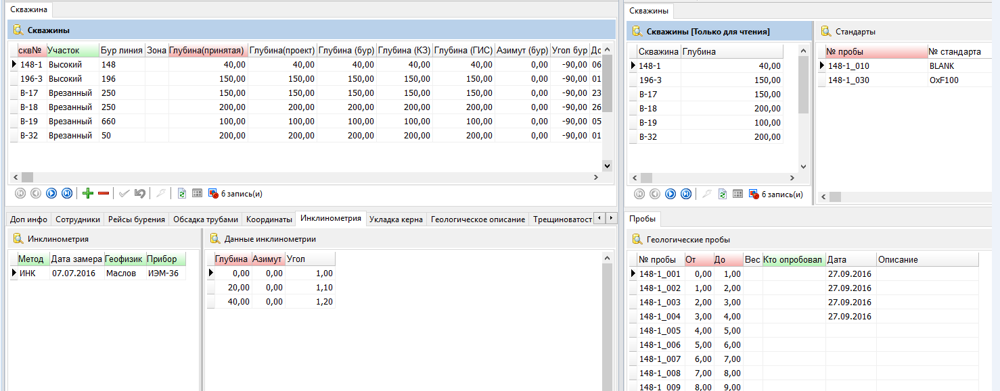 Скважина
Скважины
скв№ Участок Бур линия Зона Глубина(принятая) Глубина(проект) Глубина (бур) Глубина (КЗ) Глубина (ГИС) Азимут (бур) Угол бур До
148-1 Высокий 148 40,00 40,00 40,00 40,00 40,00 0,00 -90,00 06
196-3 Высокий 196 150,00 150,00 150,00 150,00 150,00 0,00 -90,00 01
В-17 Врезанный 250 150,00 150,00 150,00 150,00 150,00 0,00 -90,00 23
В-18 Врезанный 250 200,00 200,00 200,00 200,00 200,00 0,00 -90,00 26
В-19 Врезанный 660 100,00 100,00 100,00 100,00 100,00 0,00 -90,00 05
В-32 Врезанный 50 200,00 200,00 200,00 200,00 200,00 0,00 -90,00 01
6 запись(и)
Доп инфо Сотрудники Рейсы бурения Обсадка трубами Координаты Инклинометрия Укладка керна Геологическое описание Трещиноватост
Инклинометрия
Метод Дата замера Геофизик Прибор
ИНК 07.07.2016 Маслов ИЭМ-36
Данные инклинометрии
Глубина Азимут Угол
0,00 0,00 1,00
20,00 0,00 1,10
40,00 0,00 1,20
Скважины
Скважины [Только для чтения]
Скважина Глубина
148-1 40,00
196-3 150,00
В-17 150,00
В-18 200,00
В-19 100,00
В-32 200,00
6 запись(и)
Стандарты
№ пробы № стандарта
148-1_010 BLANK
148-1_030 OxF100
Пробы
Геологические пробы
№ пробы От До Вес Кто опробовал Дата Описание
148-1_001 0,00 1,00 27.09.2016
148-1_002 1,00 2,00 27.09.2016
148-1_003 2,00 3,00 27.09.2016
148-1_004 3,00 4,00 27.09.2016
148-1_005 4,00 5,00
148-1_006 5,00 6,00
148-1_007 6,00 7,00
148-1_008 7,00 8,00
148-1_009 8,00 9,00